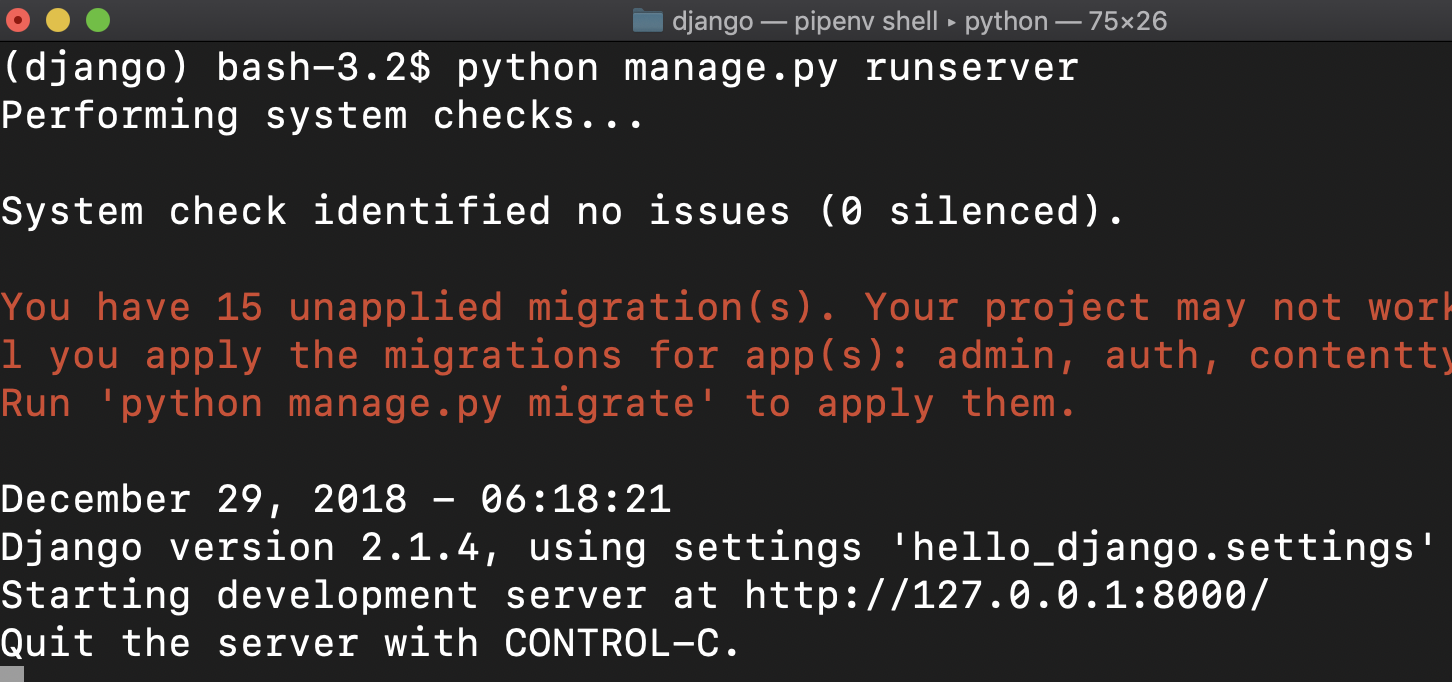 django — pipenv shell ▸ python — 75×26
(django) bash-3.2$ python manage.py runserver
Performing system checks...
System check identified no issues (0 silenced).
You have 15 unapplied migration(s). Your project may not work
l you apply the migrations for app(s): admin, auth, contentty
Run 'python manage.py migrate' to apply them.
December 29, 2018 - 06:18:21
Django version 2.1.4, using settings 'hello_django.settings'
Starting development server at http://127.0.0.1:8000/
Quit the server with CONTROL-C.